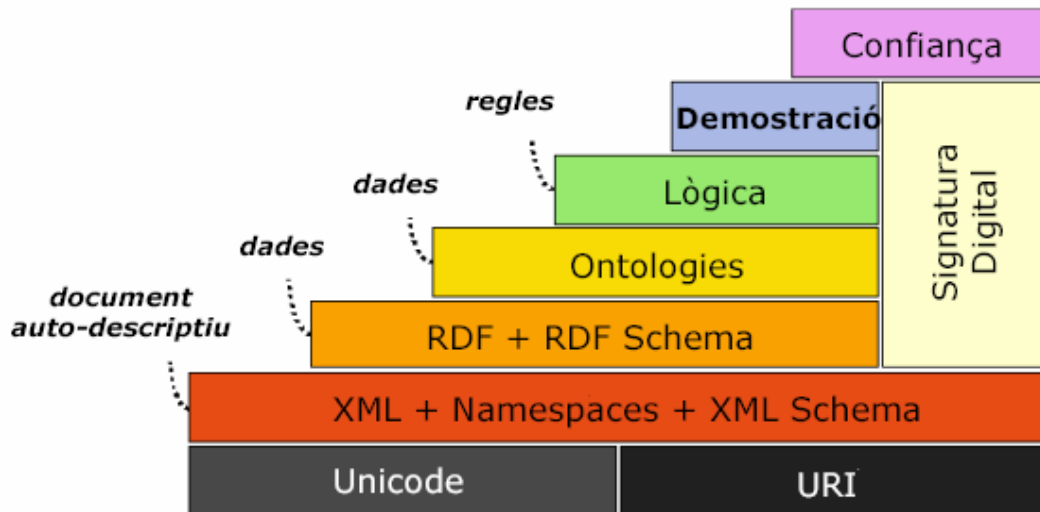 Confiança
regles
Demostració
dades
Lògica
Signatura
Digital
dades
Ontologies
document
auto-descriptiu
RDF + RDF Schema
XML + Namespaces + XML Schema
Unicode
URI